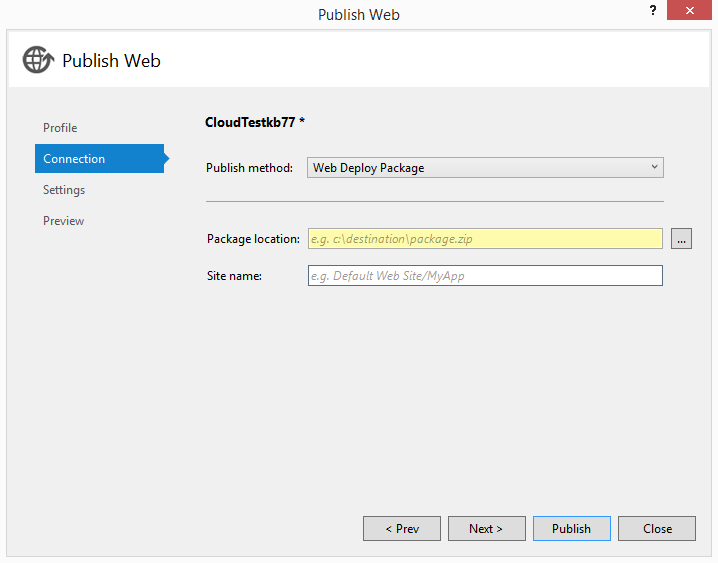 Publish Web
?
Publish Web
Profile
Connection
Settings
Preview
CloudTestkb77 *
Publish method: Web Deploy Package
Package location: e.g. c:\destination\package.zip ...
Site name: e.g. Default Web Site/MyApp
< Prev Next > Publish Close